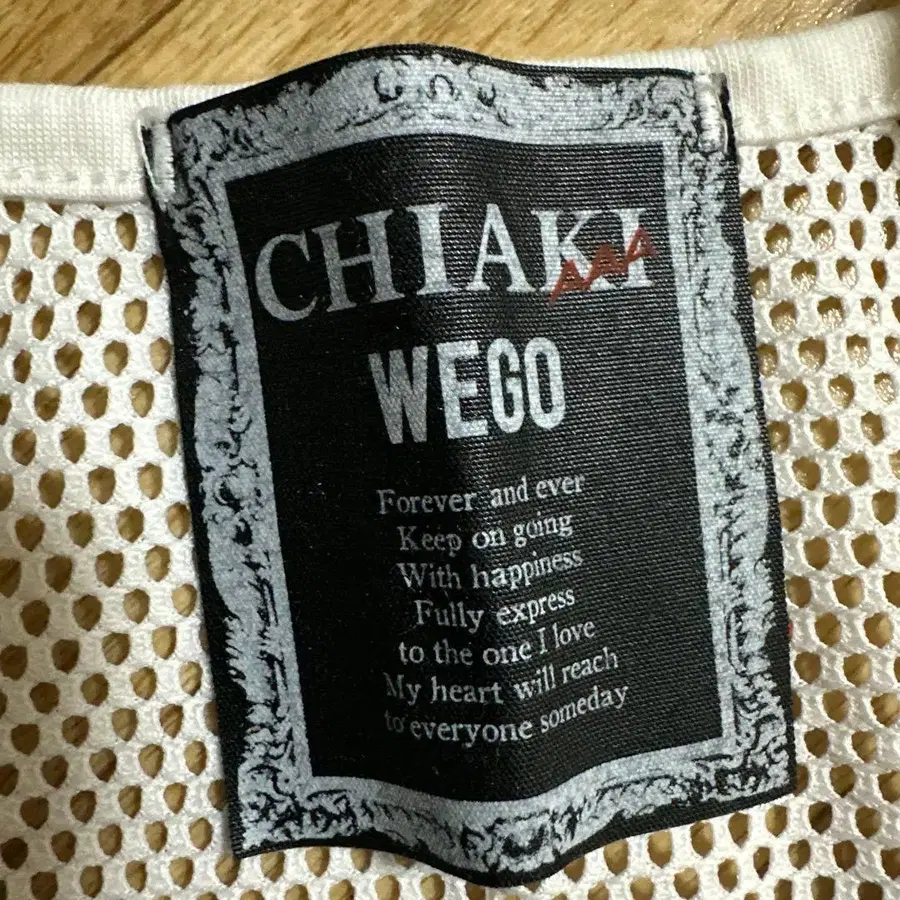 CHIAKI
AAA
WEGO
Forever and ever
Keep on going
With happiness
Fully express
to the one I love
My heart will reach
to everyone someday